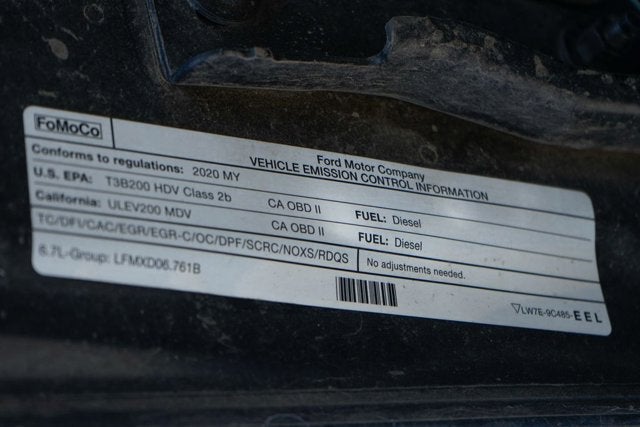 FoMoCo
Ford Motor Company
VEHICLE EMISSION CONTROL INFORMATION
Conforms to regulations: 2020 MY
U.S. EPA: T3B200 HDV Class 2b CA OBD II FUEL: Diesel
California: ULEV200 MDV CA OBD II FUEL: Diesel
TC/DFI/CAC/EGR/EGR-C/OC/DPF/SCRC/NOXS/RDQS
No adjustments needed.
6.7L-Group: LFMXD06.761B
LW7E-9C485-EEL